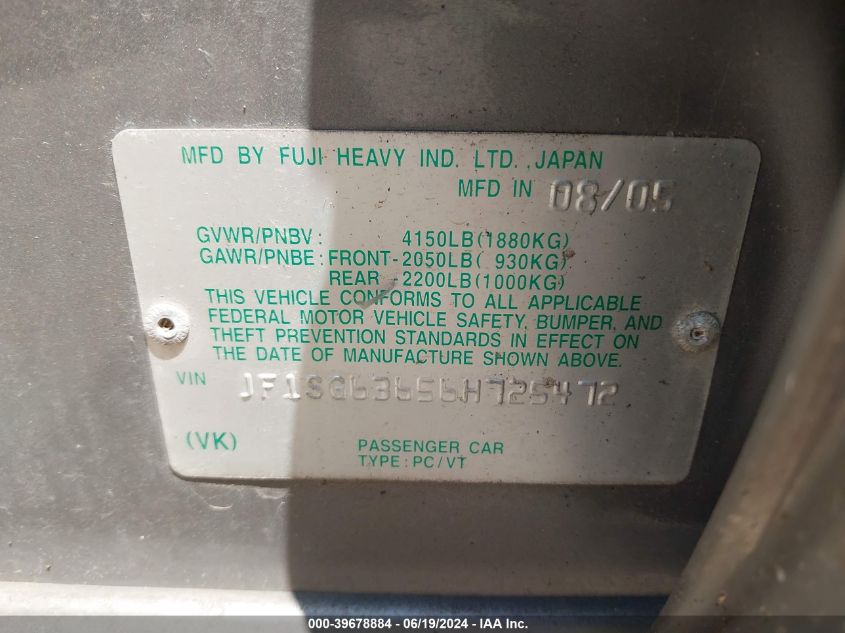 MFD BY FUJI HEAVY IND. LTD. JAPAN
MFD IN 08/05
GVWR/PNBV: 4150LB(1880KG)
GAWR/PNBE: FRONT-2050LB( 930KG)
REAR -2200LB(1000KG)
THIS VEHICLE CONFORMS TO ALL APPLICABLE
FEDERAL MOTOR VEHICLE SAFETY, BUMPER, AND
THEFT PREVENTION STANDARDS IN EFFECT ON
THE DATE OF MANUFACTURE SHOWN ABOVE.
VIN JF1SG63656H725472
(VK) PASSENGER CAR
TYPE: PC/VT
000-39678884 - 06/19/2024 - IAA Inc.